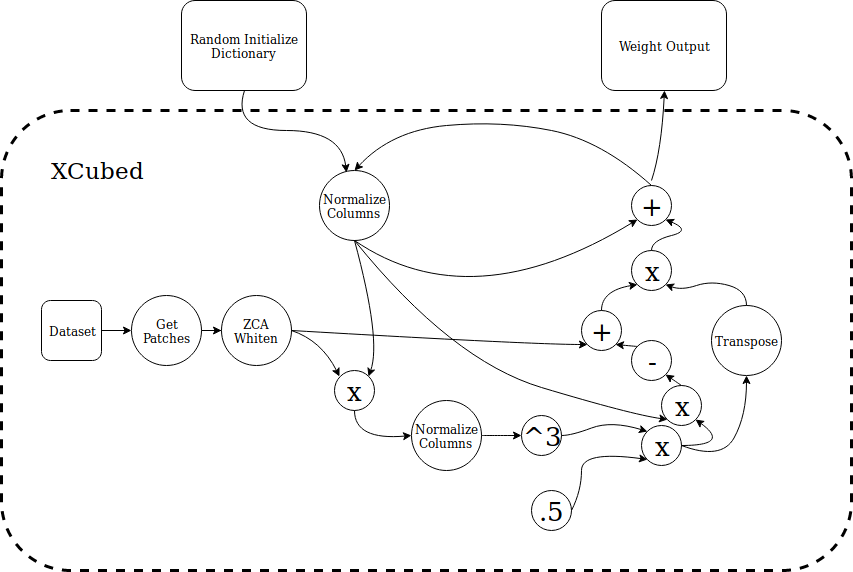 Random Initialize
Dictionary
Weight Output
XCubed
Normalize
Columns
+
x
Dataset
Get
Patches
ZCA
Whiten
+
Transpose
-
x
x
Normalize
Columns
^3
x
.5